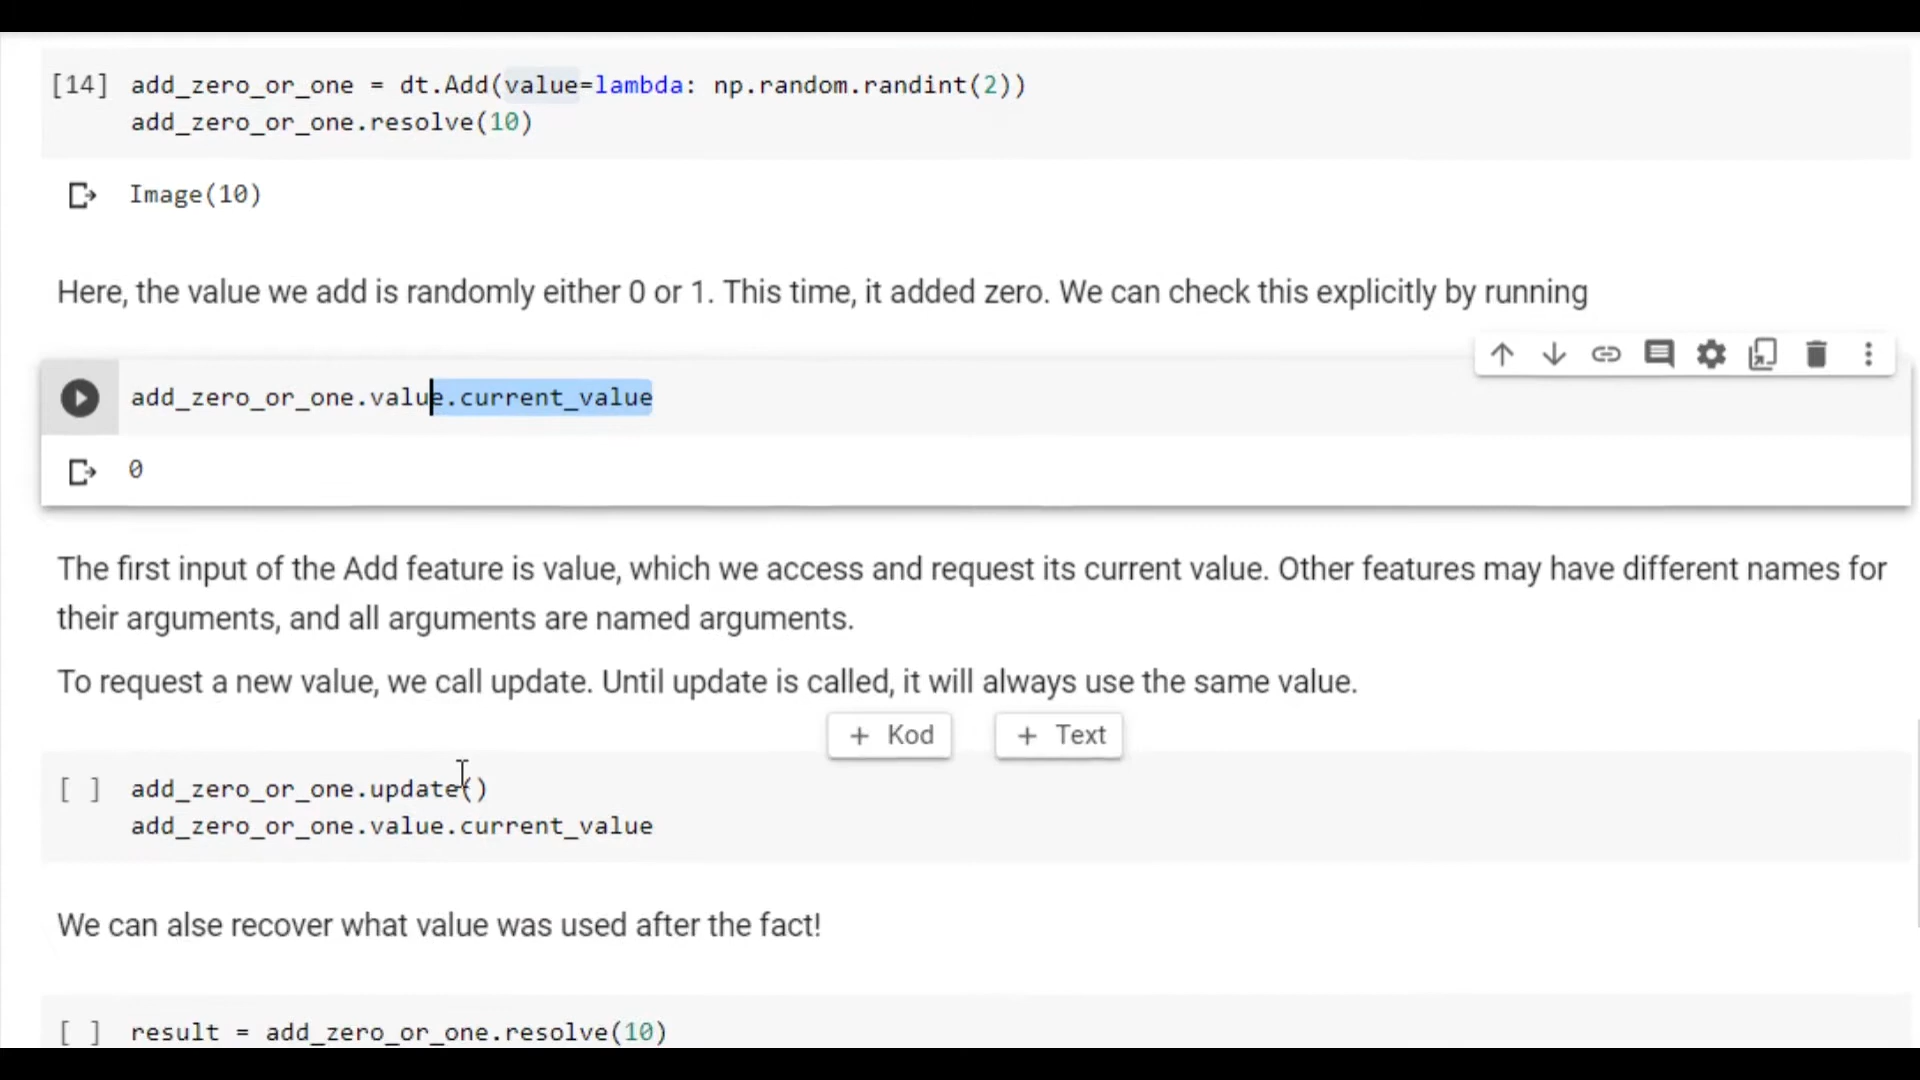 [14] add_zero_or_one = dt.Add(value=lambda: np.random.randint(2))
add_zero_or_one.resolve(10)
Image(10)
Here, the value we add is randomly either 0 or 1. This time, it added zero. We can check this explicitly by running
add_zero_or_one.value.current_value
0
The first input of the Add feature is value, which we access and request its current value. Other features may have different names for
their arguments, and all arguments are named arguments.
To request a new value, we call update. Until update is called, it will always use the same value.
+ Kod + Text
[ ] add_zero_or_one.update()
add_zero_or_one.value.current_value
We can alse recover what value was used after the fact!
[ ] result = add_zero_or_one.resolve(10)